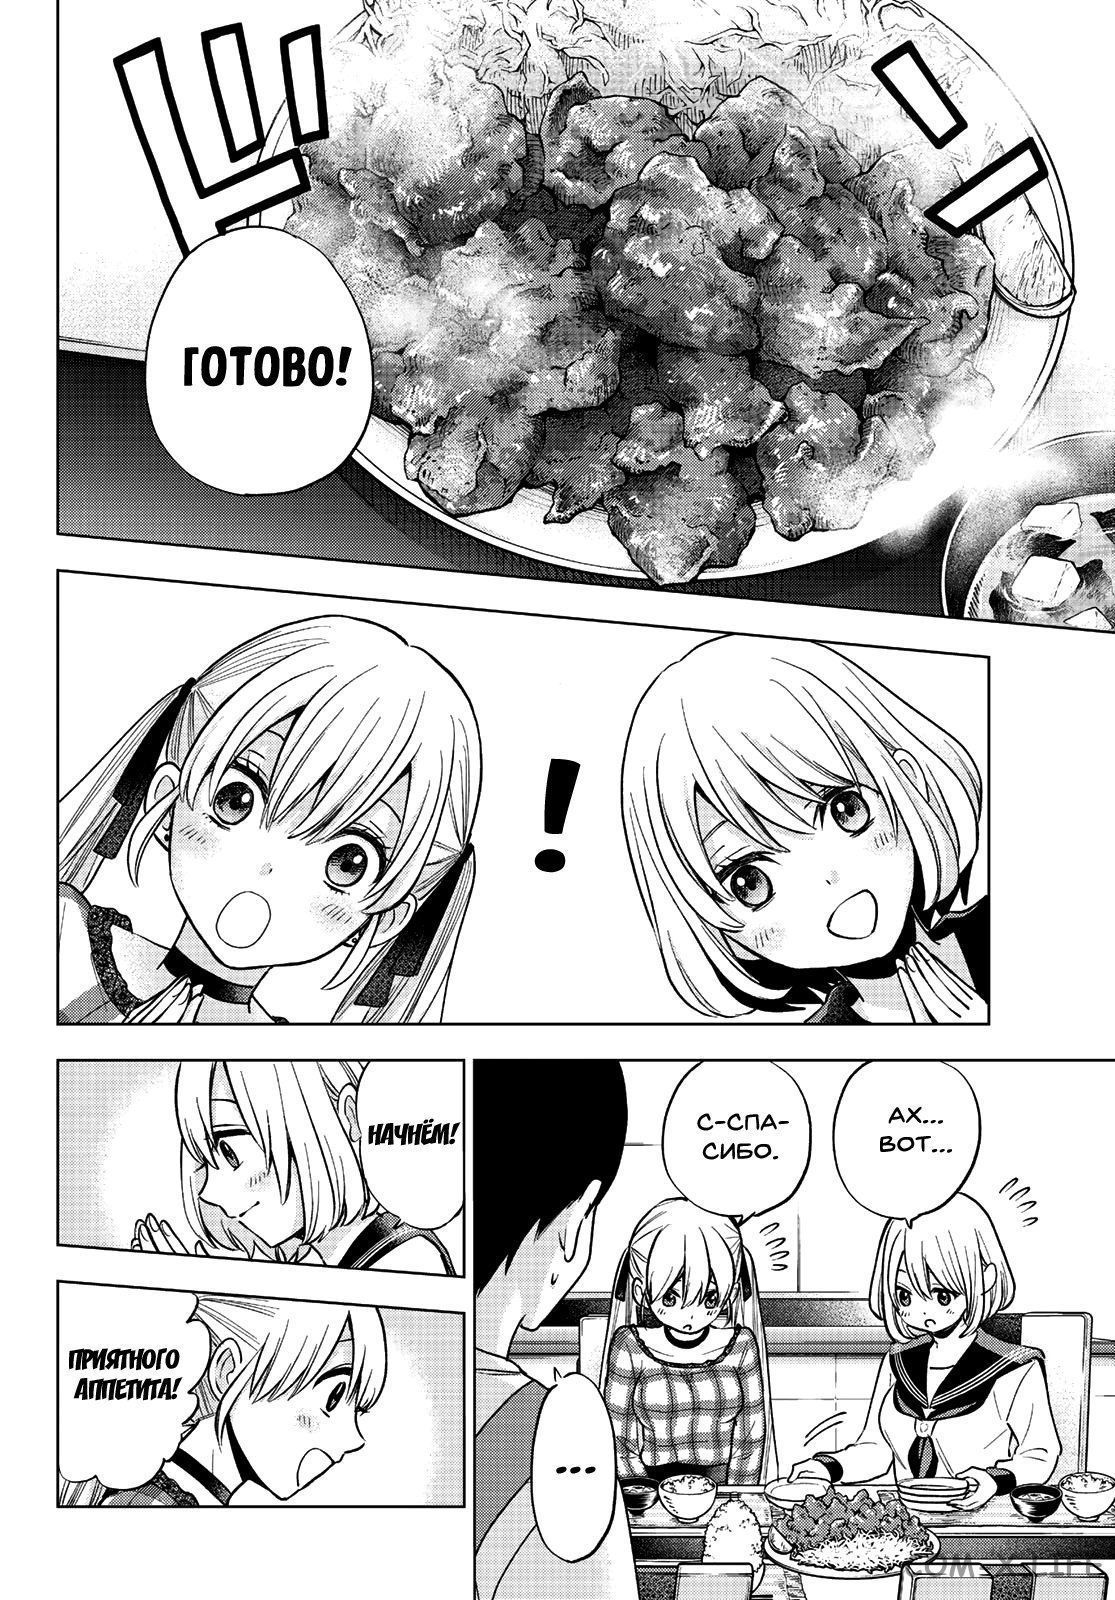 ГОТОВО!
!
АХ...
ВОТ...
С-СПА-
СИБО.
...
НАЧНЁМ!
ПРИЯТНОГО
АППЕТИТА!